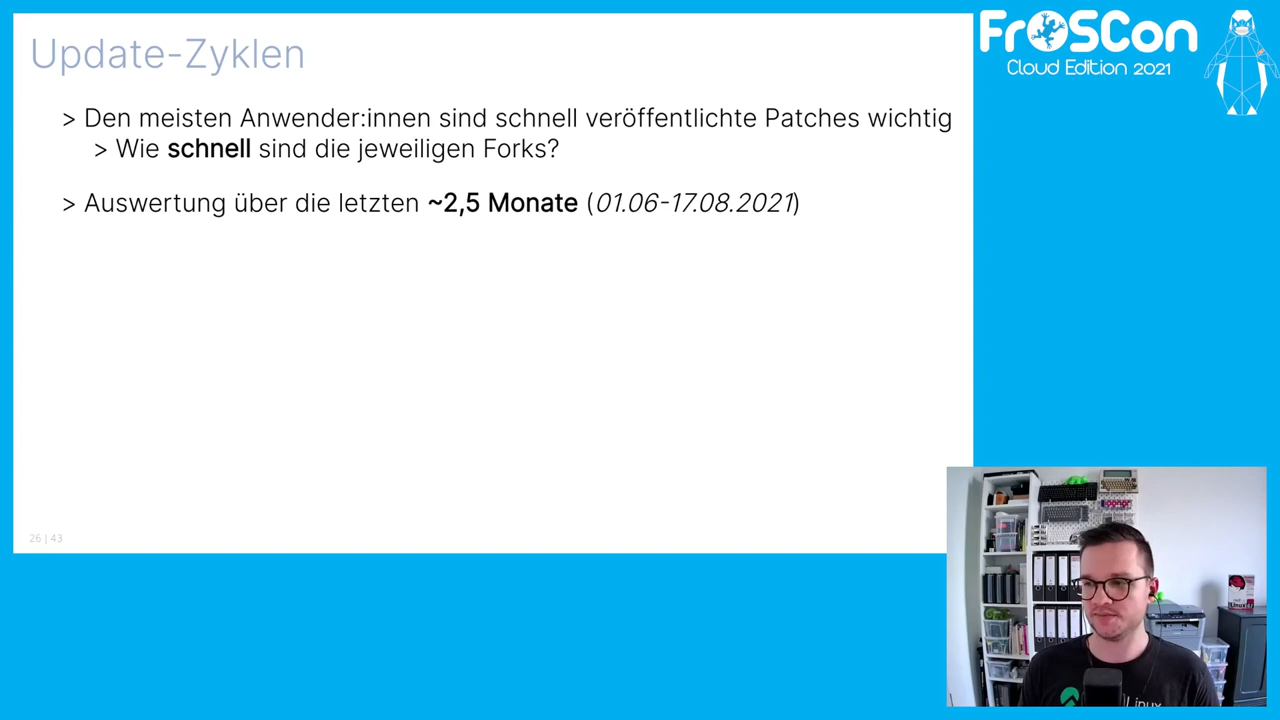 Update-Zyklen
> Den meisten Anwender:innen sind schnell veröffentlichte Patches wichtig
> Wie schnell sind die jeweiligen Forks?
> Auswertung über die letzten ~2,5 Monate (01.06-17.08.2021)
26 | 43
FrOSCon
Cloud Edition 2021
Linux